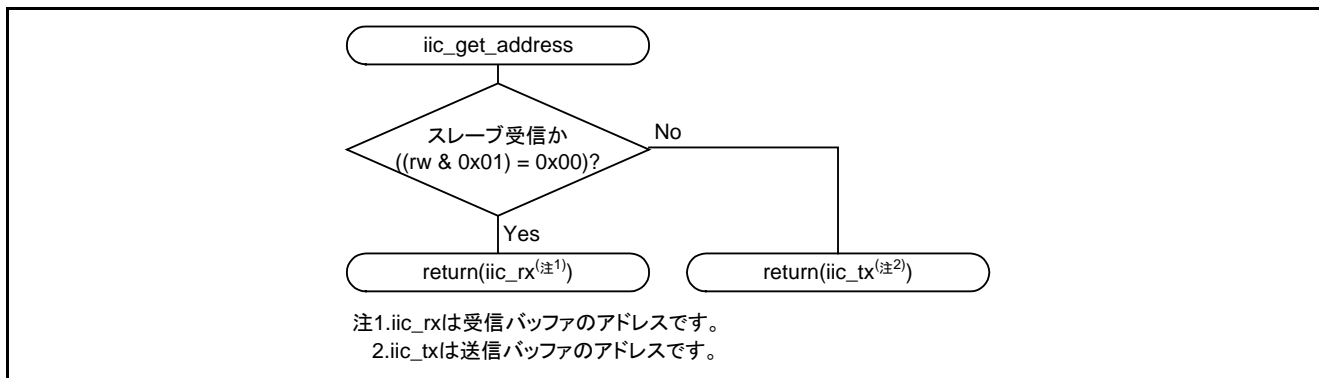 iic_get_address
スレーブ受信か
((rw & 0x01) = 0x00)?
No
Yes
return(iic_rx(注1))
return(iic_tx(注2))
注1.iic_rxは受信バッファのアドレスです。
2.iic_txは送信バッファのアドレスです。